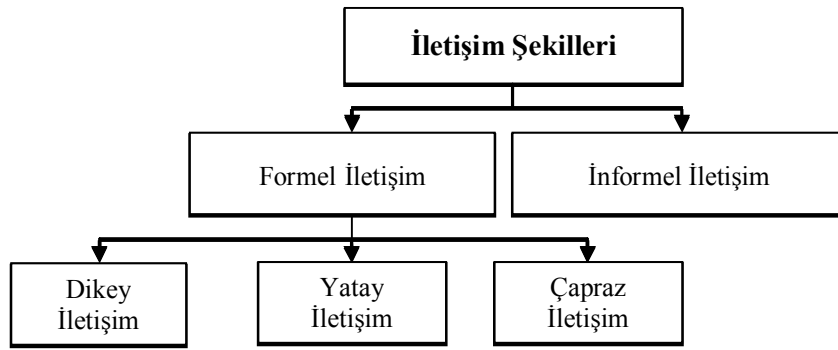 İletişim Şekilleri
Formel İletişim
İnformel İletişim
Dikey
İletişim
Yatay
İletişim
Çapraz
İletişim